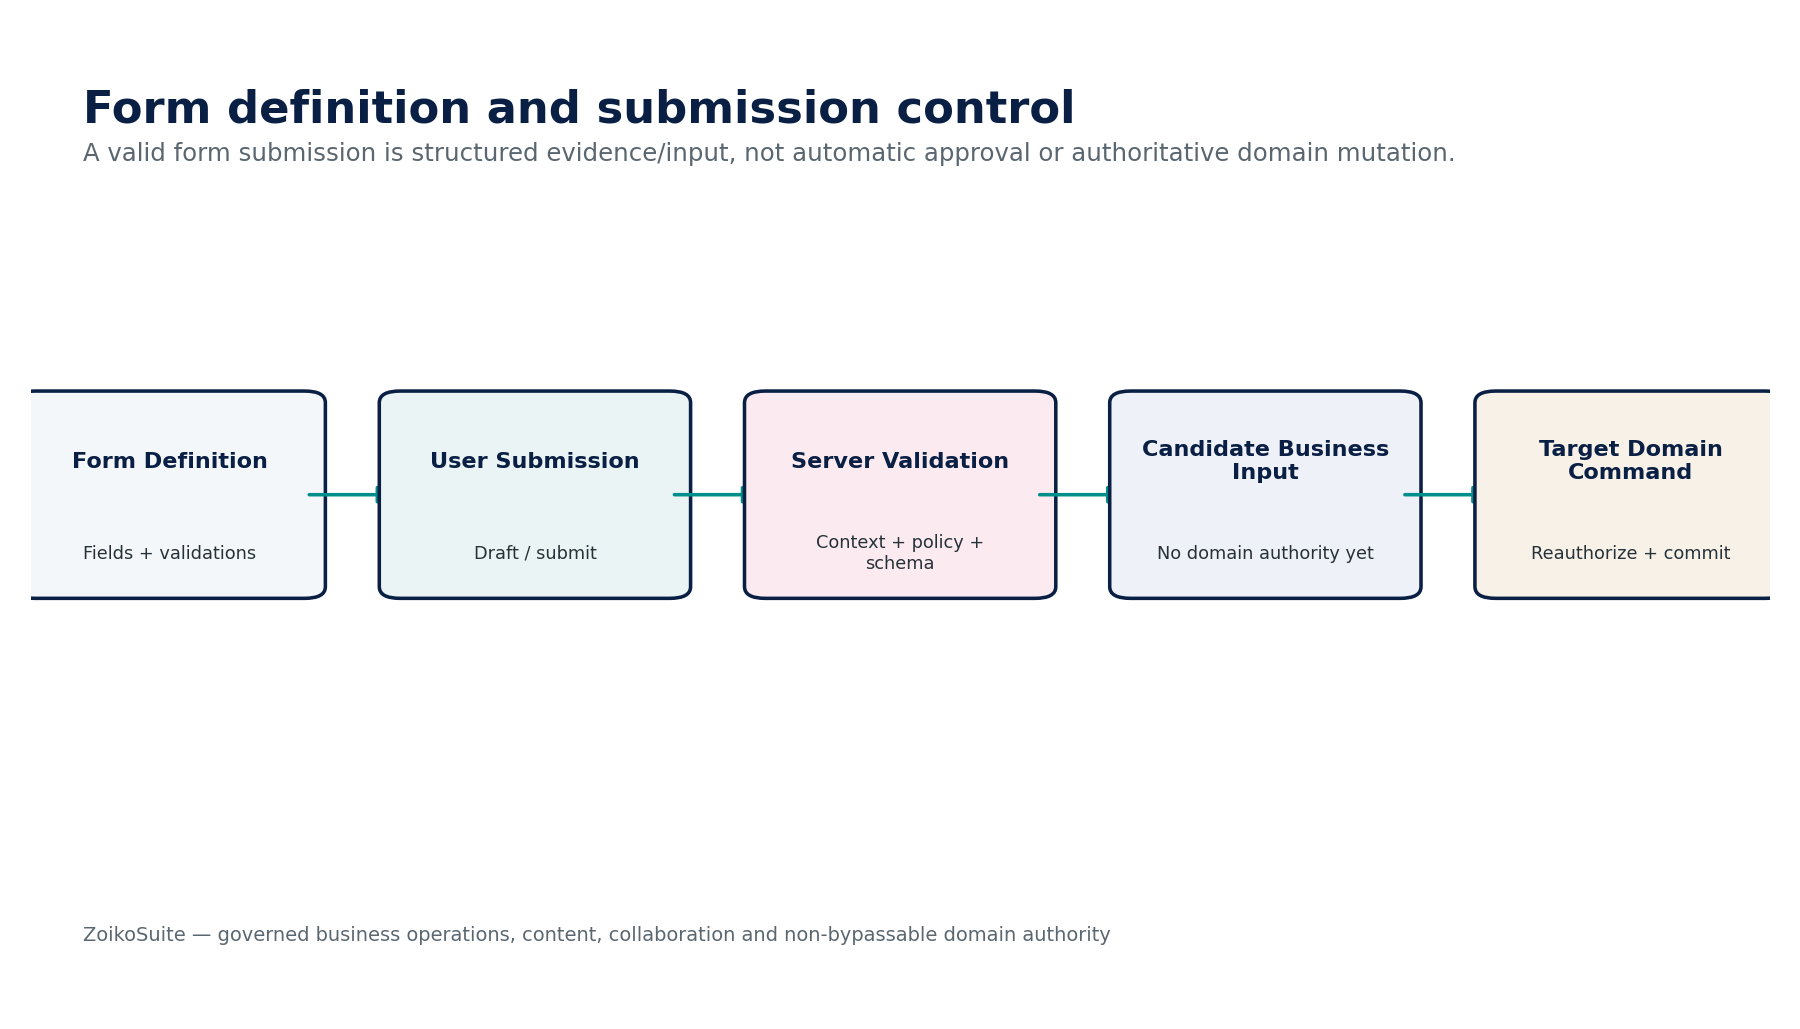 Form definition and submission control
A valid form submission is structured evidence/input, not automatic approval or authoritative domain mutation.
Form Definition
Fields + validations
User Submission
Draft / submit
Server Validation
Context + policy +
schema
Candidate Business
Input
No domain authority yet
Target Domain
Command
Reauthorize + commit
ZoikoSuite — governed business operations, content, collaboration and non-bypassable domain authority